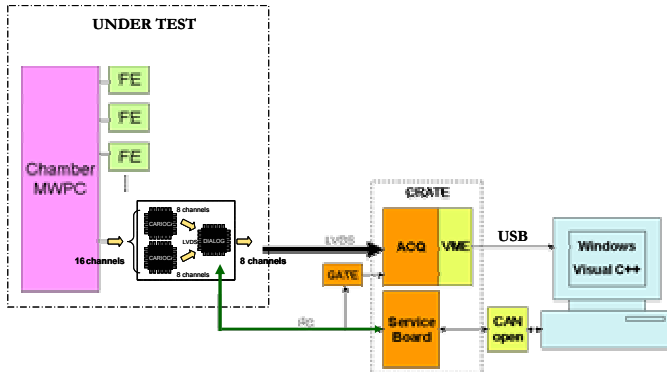 UNDER TEST
FE
FE
FE
Chamber
MWPC
8 channels
CARIOCA
LVDS
DIALOG
CARIOCA
16 channels
8 channels
8 channels
CRATE
LVDS
ACQ
VME
USB
Windows
Visual C++
GATE
I²C
Service
Board
CAN
open